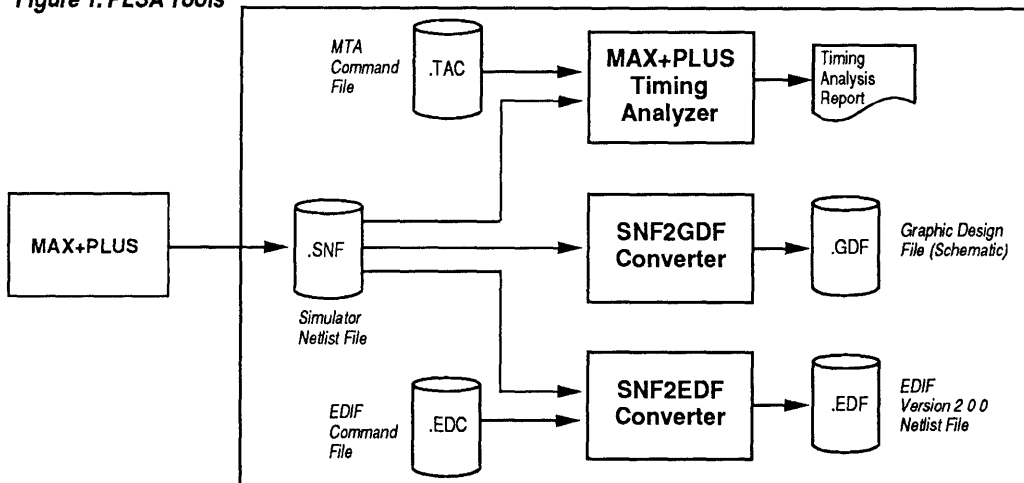 Figure 1. PLSA Tools
MTA
Command
File
.TAC
MAX+PLUS
Timing
Analyzer
Timing
Analysis
Report
MAX+PLUS
.SNF
Simulator
Netlist File
SNF2GDF
Converter
.GDF
Graphic Design
File (Schematic)
EDIF
Command
File
.EDC
SNF2EDF
Converter
.EDF
EDIF
Version 2 0 0
Netlist File